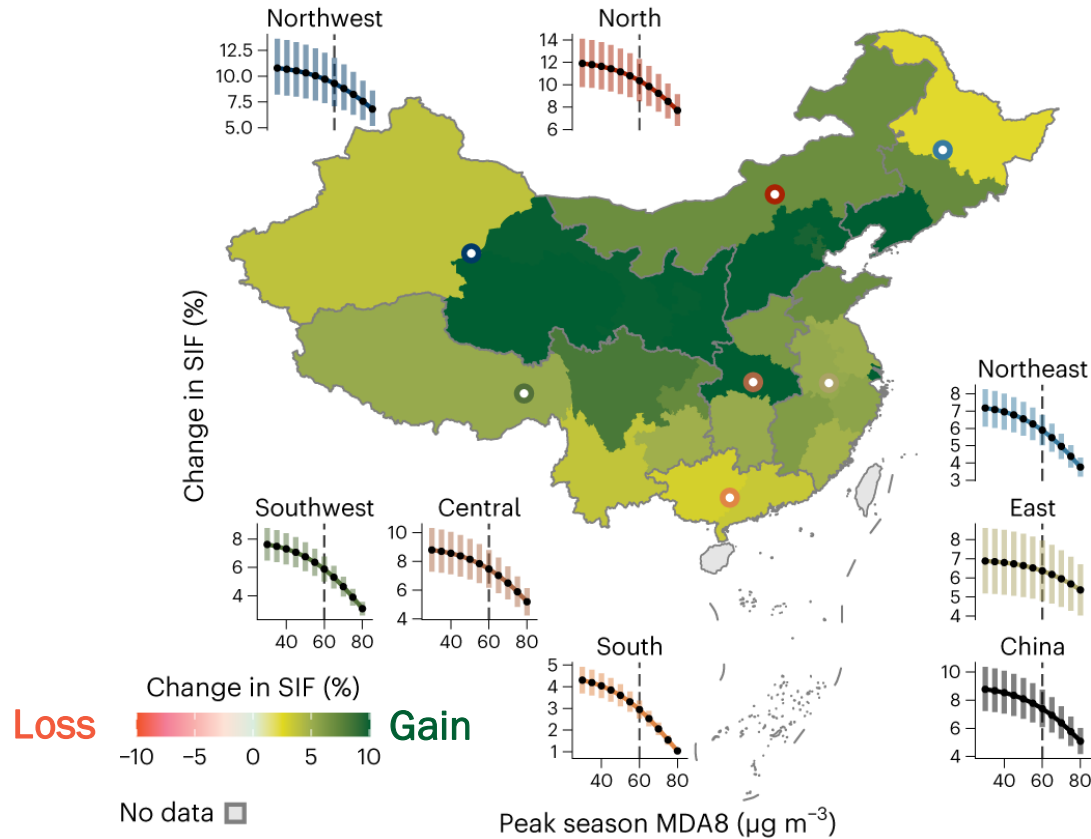 Northwest
12.5
10.0
7.5
5.0
North
14
12
10
8
6
Change in SIF (%)
Northeast
8
7
6
5
4
3
Southwest
8
6
4
40 60 80
Central
10
8
6
4
40 60 80
East
8
7
6
5
4
South
5
4
3
2
1
40 60 80
China
10
8
6
4
40 60 80
Change in SIF (%)
Loss
Gain
−10 −5 0 5 10
No data
Peak season MDA8 (µg m⁻³)